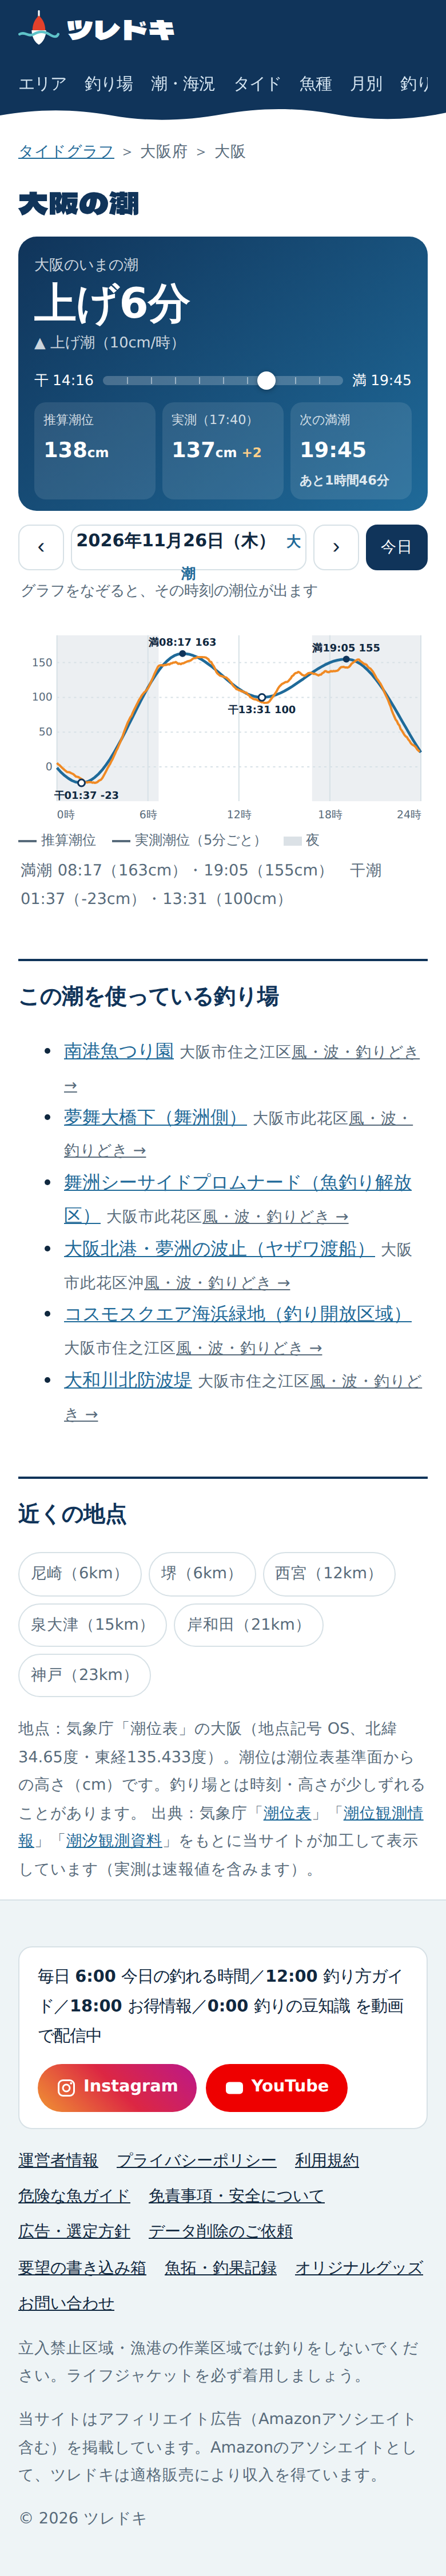 ツレドキ
エリア 釣り場 潮・海況 タイド 魚種 月別 釣り
タイドグラフ > 大阪府 > 大阪
大阪の潮
大阪のいまの潮
上げ6分
▲ 上げ潮（10cm/時）
干 14:16 満 19:45
推算潮位 実測（17:40） 次の満潮
138cm 137cm +2 19:45
あと1時間46分
‹ 2026年11月26日（木） 大潮 › 今日
グラフをなぞると、その時刻の潮位が出ます
満08:17 163 満19:05 155
150
100
干13:31 100
50
0
干01:37 -23
0時 6時 12時 18時 24時
推算潮位 実測潮位（5分ごと） 夜
満潮 08:17（163cm）・19:05（155cm） 干潮
01:37（-23cm）・13:31（100cm）
この潮を使っている釣り場
• 南港魚つり園 大阪市住之江区風・波・釣りどき
→
• 夢舞大橋下（舞洲側） 大阪市此花区風・波・
釣りどき →
• 舞洲シーサイドプロムナード（魚釣り解放
区） 大阪市此花区風・波・釣りどき →
• 大阪北港・夢洲の波止（ヤザワ渡船） 大阪
市此花区沖風・波・釣りどき →
• コスモスクエア海浜緑地（釣り開放区域）
大阪市住之江区風・波・釣りどき →
• 大和川北防波堤 大阪市住之江区風・波・釣りど
き →
近くの地点
尼崎（6km） 堺（6km） 西宮（12km）
泉大津（15km） 岸和田（21km）
神戸（23km）
地点：気象庁「潮位表」の大阪（地点記号 OS、北緯
34.65度・東経135.433度）。潮位は潮位表基準面から
の高さ（cm）です。釣り場とは時刻・高さが少しずれる
ことがあります。 出典：気象庁「潮位表」「潮位観測情
報」「潮汐観測資料」をもとに当サイトが加工して表示
しています（実測は速報値を含みます）。
毎日 6:00 今日の釣れる時間／12:00 釣り方ガイ
ド／18:00 お得情報／0:00 釣りの豆知識 を動画
で配信中
Instagram YouTube
運営者情報 プライバシーポリシー 利用規約
危険な魚ガイド 免責事項・安全について
広告・選定方針 データ削除のご依頼
要望の書き込み箱 魚拓・釣果記録 オリジナルグッズ
お問い合わせ
立入禁止区域・漁港の作業区域では釣りをしないでくだ
さい。ライフジャケットを必ず着用しましょう。
当サイトはアフィリエイト広告（Amazonアソシエイト
含む）を掲載しています。Amazonのアソシエイトとし
て、ツレドキは適格販売により収入を得ています。
© 2026 ツレドキ